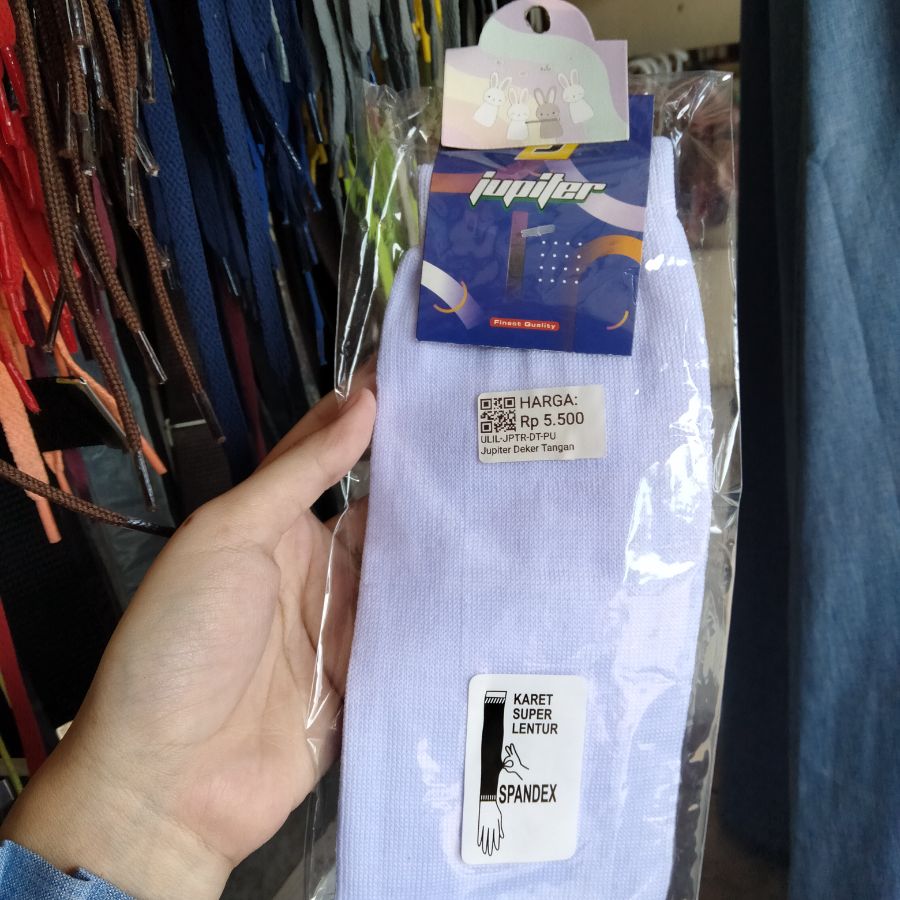 jupiter
Finest Quality
HARGA:
Rp 5.500
ULIL-JPTR-DT-PU
Jupiter Deker Tangan
KARET
SUPER
LENTUR
SPANDEX